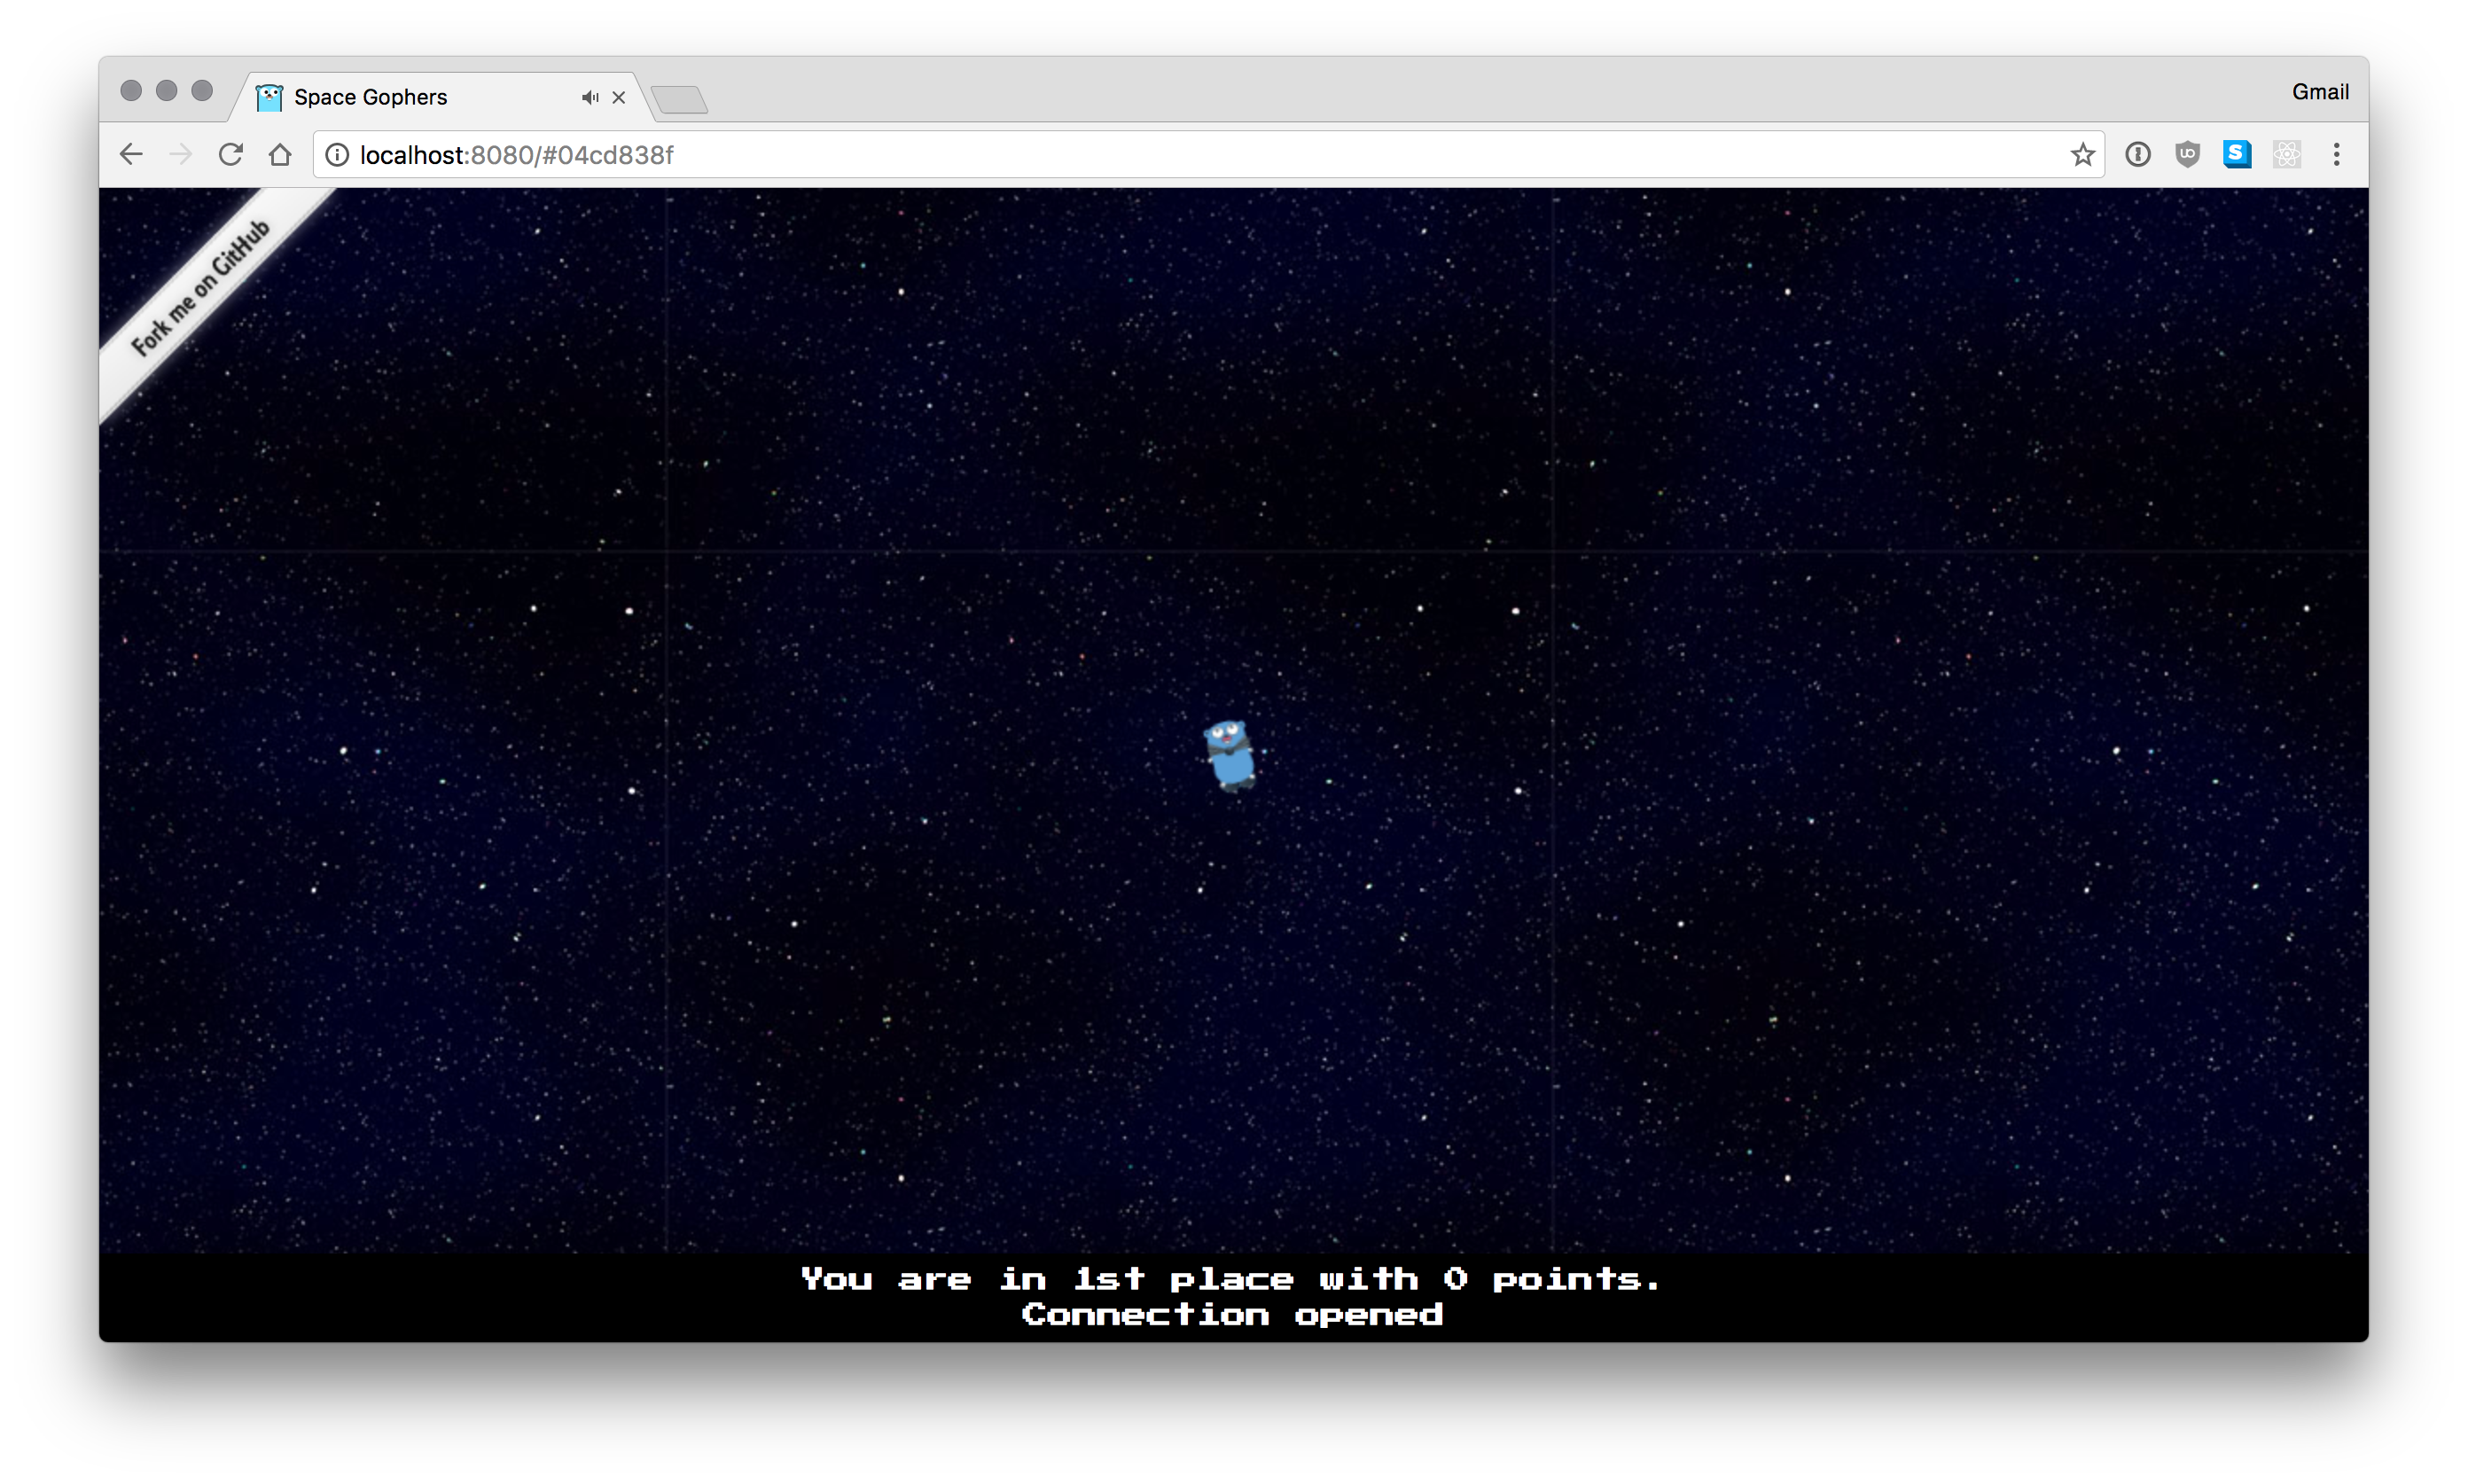 Space Gophers
Gmail
localhost:8080/#04cd838f
S
Fork me on GitHub
You are in 1st place with 0 points.
Connection opened